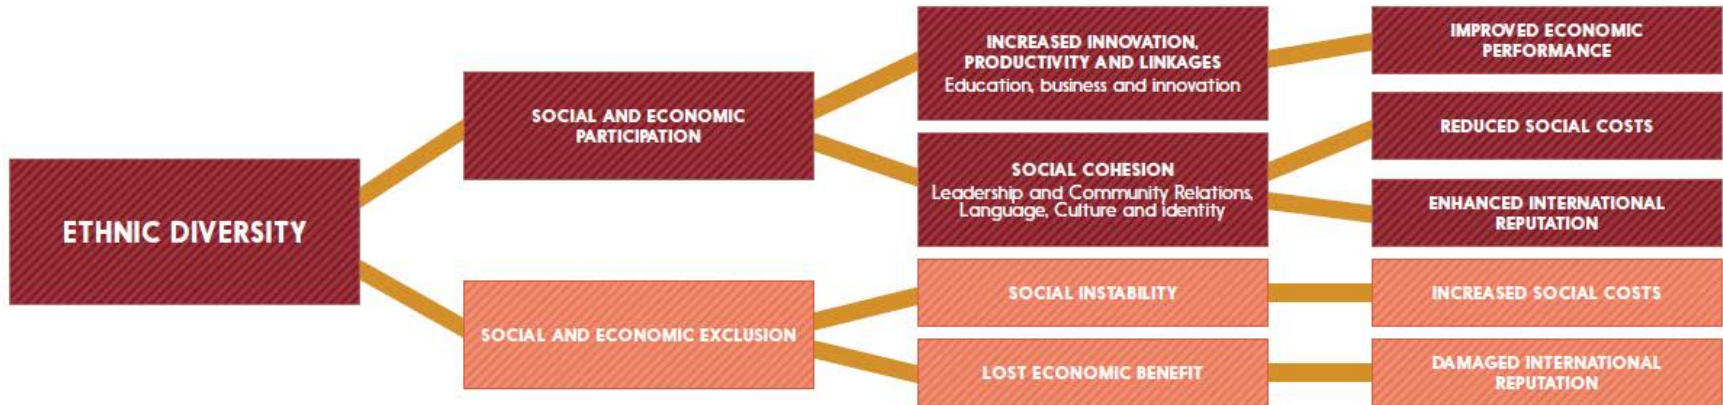 ETHNIC DIVERSITY
SOCIAL AND ECONOMIC
PARTICIPATION
SOCIAL AND ECONOMIC EXCLUSION
INCREASED INNOVATION,
PRODUCTIVITY AND LINKAGES
Education, business and innovation
SOCIAL COHESION
Leadership and Community Relations,
Language, Culture and identity
SOCIAL INSTABILITY
LOST ECONOMIC BENEFIT
IMPROVED ECONOMIC
PERFORMANCE
REDUCED SOCIAL COSTS
ENHANCED INTERNATIONAL
REPUTATION
INCREASED SOCIAL COSTS
DAMAGED INTERNATIONAL
REPUTATION